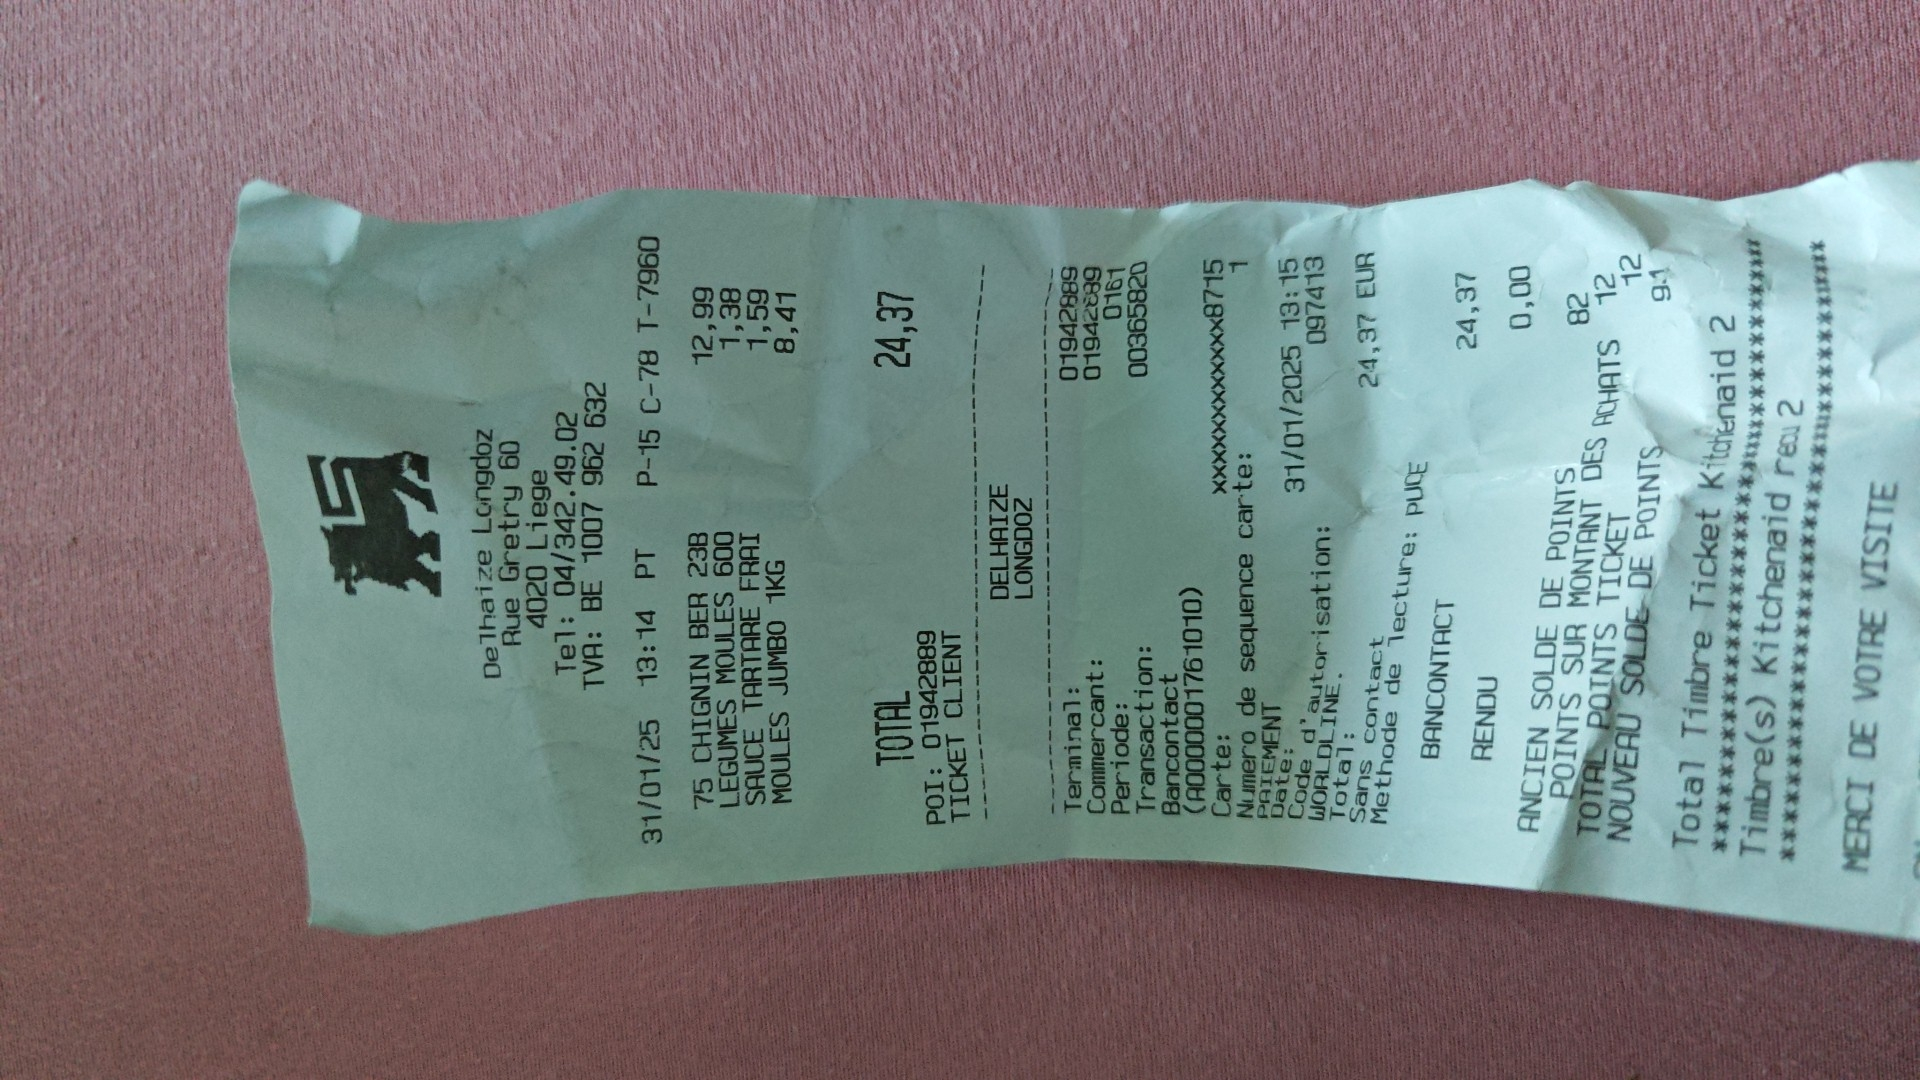 Delhaize Longdoz
Rue Gretry 60
4020 Liege
Tel: 04/342.49.02
TVA: BE 1007 962 632
31/01/25 13:14 PT P-15 C-78 T-7960
75 CHIGNIN BER 23B 12,99
LEGUMES MOULES 600 1,38
SAUCE TARTARE FRAI 1,59
MOULES JUMBO 1KG 8,41
TOTAL 24,37
POI: 01942889
TICKET CLIENT
DELHAIZE
LONGDOZ
Terminal: 01942889
Commercant: 01942889
Periode: 0161
Transaction: 00365820
Bancontact
(A0000001761010)
Carte: xxxxxxxxxxxxx8715
Numero de sequence carte: 1
PAIEMENT
Date: 31/01/2025 13:15
Code d'autorisation: 097413
WORLDLINE.
Total: 24,37 EUR
Sans contact
Methode de lecture: PUCE
BANCONTACT 24,37
RENDU 0,00
ANCIEN SOLDE DE POINTS 82
POINTS SUR MONTANT DES ACHATS 12
TOTAL POINTS TICKET 12
NOUVEAU SOLDE DE POINTS 94
Total Timbre Ticket Kitchenaid 2
************************************
Timbre(s) Kitchenaid recu 2
************************************
MERCI DE VOTRE VISITE